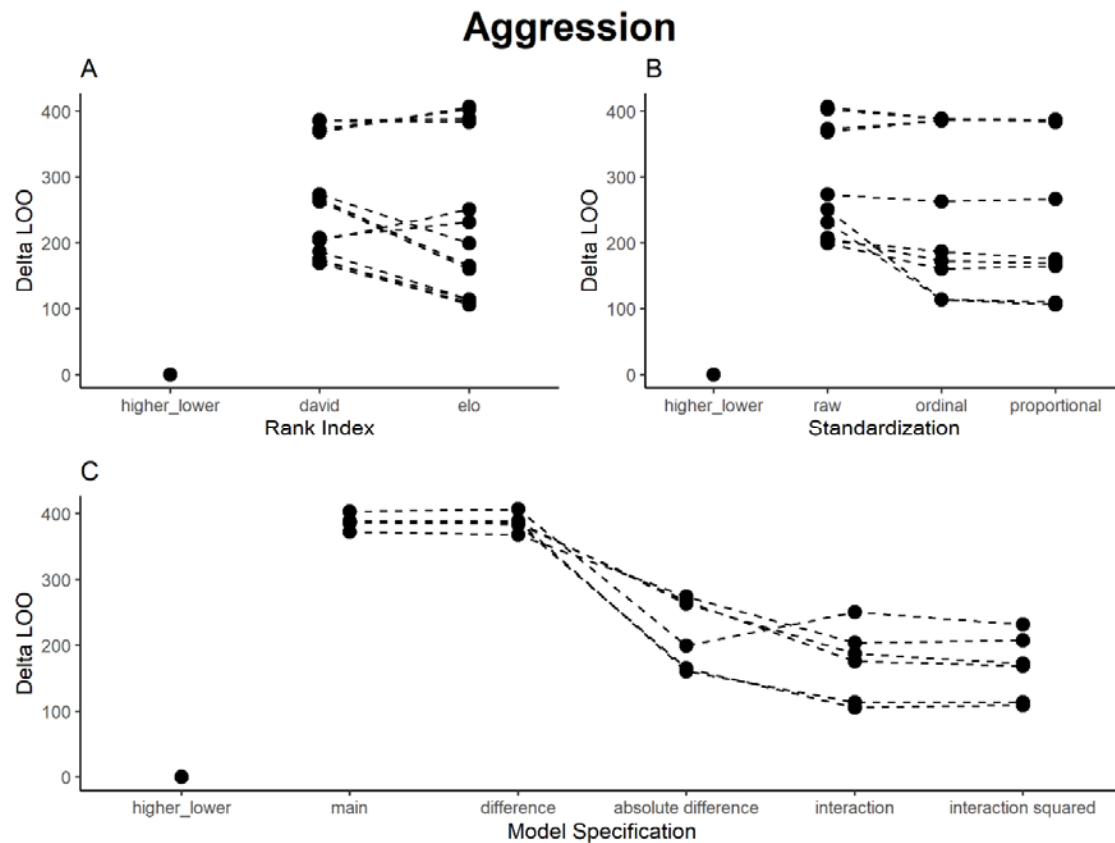 Aggression
A
Delta LOO
400
300
200
100
0
higher_lower david elo
Rank Index
B
Delta LOO
400
300
200
100
0
higher_lower raw ordinal proportional
Standardization
C
Delta LOO
400
300
200
100
0
higher_lower main difference absolute difference interaction interaction squared
Model Specification